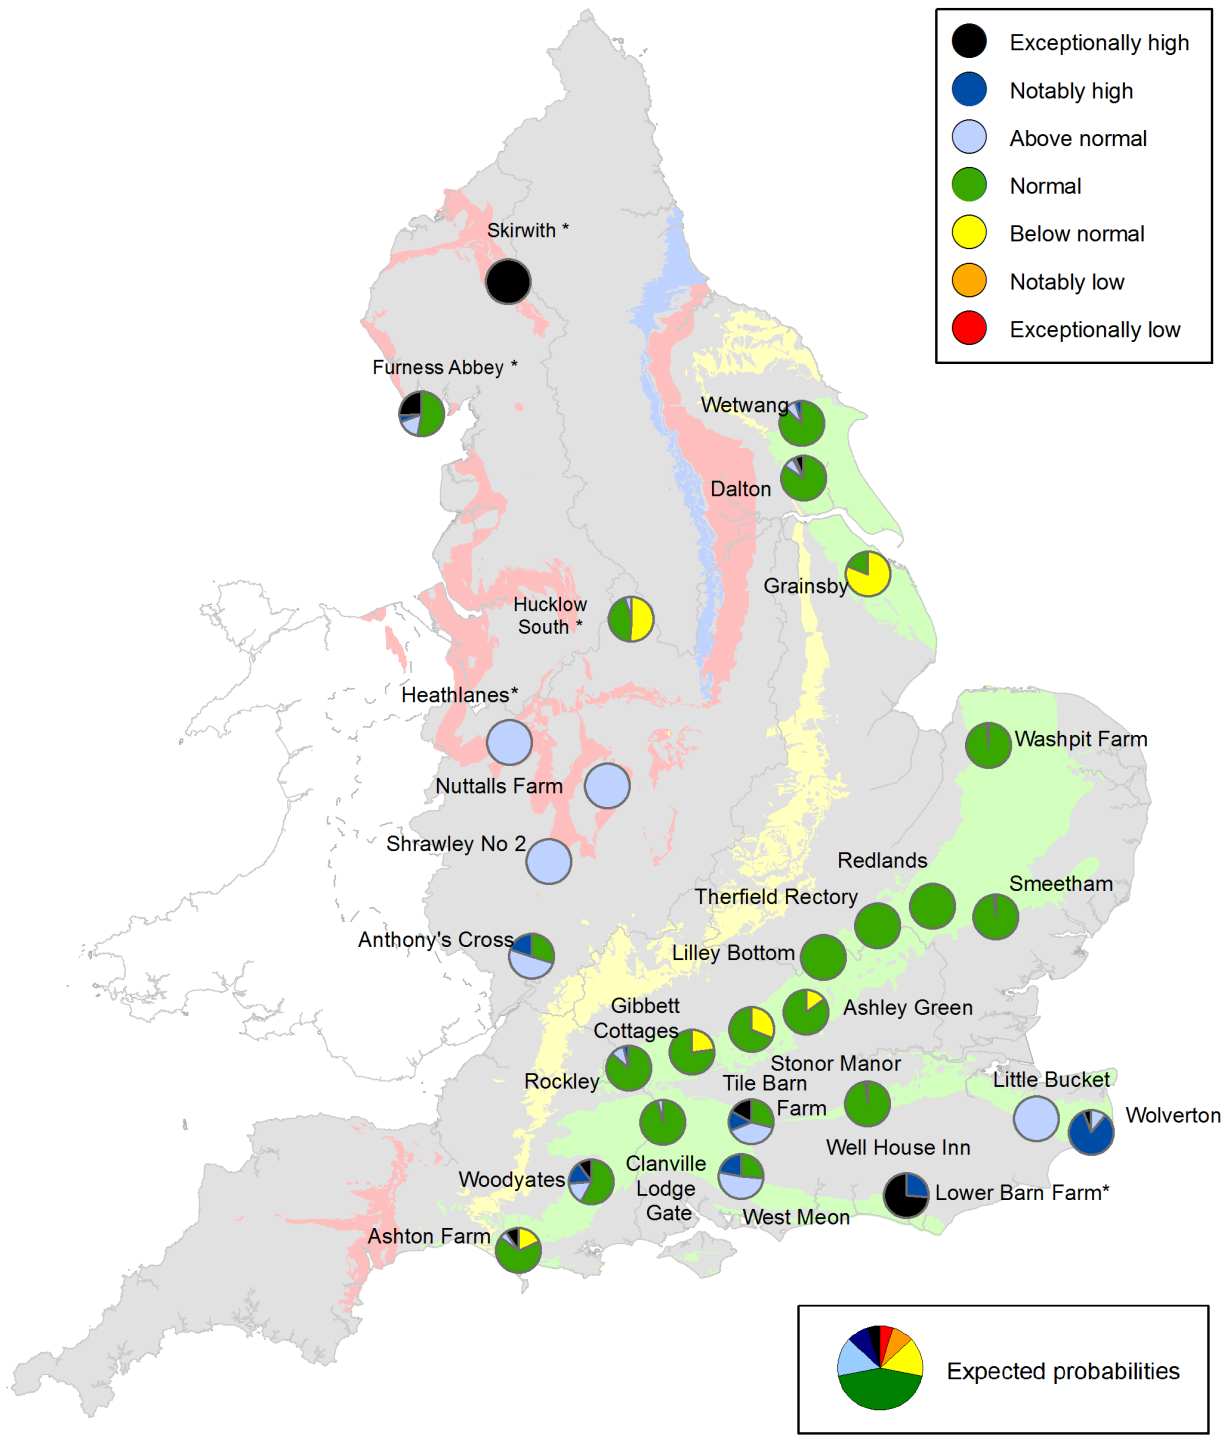 Exceptionally high
Notably high
Above normal
Normal
Below normal
Notably low
Exceptionally low
Skirwith *
Furness Abbey *
Wetwang
Dalton
Grainsby
Hucklow
South *
Heathlanes*
Washpit Farm
Nuttalls Farm
Shrawley No 2
Redlands
Smeetham
Therfield Rectory
Anthony's Cross
Lilley Bottom
Gibbett
Cottages
Ashley Green
Stonor Manor
Rockley
Tile Barn
Farm
Little Bucket
Wolverton
Well House Inn
Clanville
Lodge
Gate
Woodyates
Lower Barn Farm*
West Meon
Ashton Farm
Expected probabilities